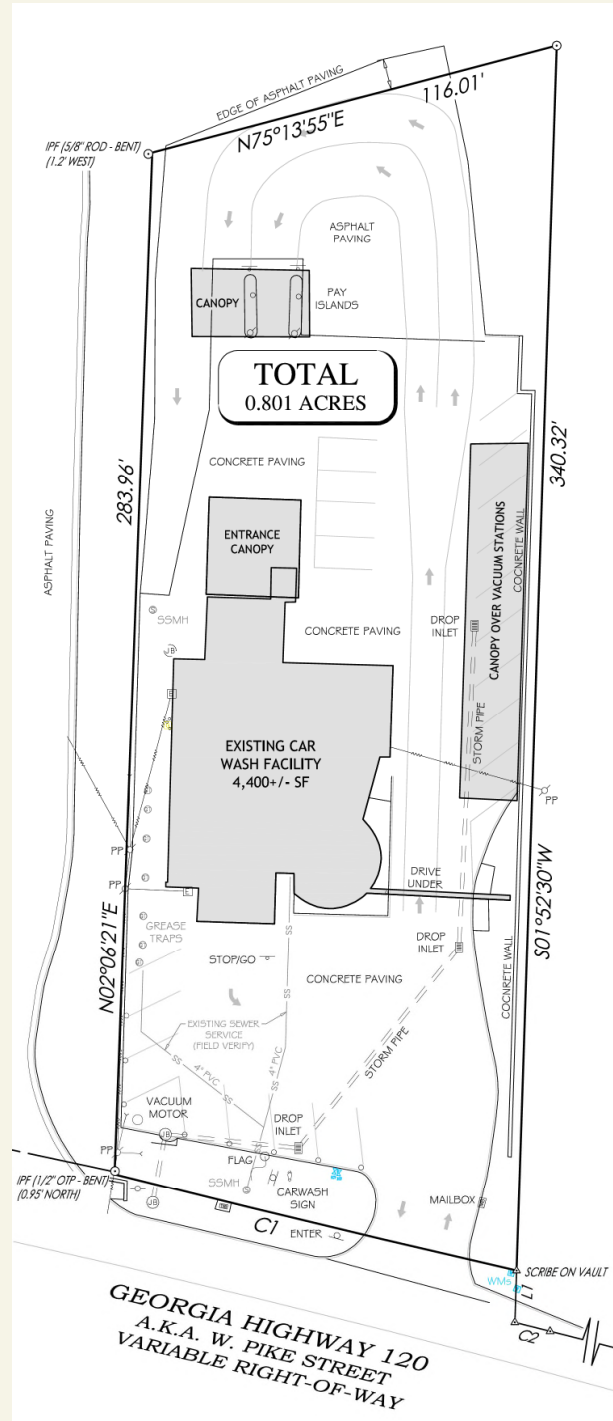 EDGE OF ASPHALT PAVING
116.01'
N75°13'55"E
IPF (5/8" ROD - BENT)
(1.2' WEST)
ASPHALT
PAVING
CANOPY
PAY
ISLANDS
TOTAL
0.801 ACRES
340.32'
283.96'
CONCRETE PAVING
ASPHALT PAVING
ENTRANCE
CANOPY
COCNRETE WALL
CANOPY OVER VACUUM STATIONS
SSMH
DROP
INLET
CONCRETE PAVING
JB
STORM PIPE
EXISTING CAR
WASH FACILITY
4,400+/- SF
PP
PP
PP
DRIVE
UNDER
S01°52'30"W
N02°06'21"E
GREASE
TRAPS
SS
DROP
INLET
STOP/GO
CONCRETE PAVING
COCNRETE WALL
SS
EXISTING SEWER
SERVICE
(FIELD VERIFY)
STORM PIPE
SS
4" PVC
SS
4" PVC
SS
VACUUM
MOTOR
DROP
INLET
JB
PP
FLAG
IPF (1/2" OTP - BENT)
(0.95' NORTH)
SSMH
CARWASH
SIGN
MAILBOX
JB
C1
ENTER
SCRIBE ON VAULT
WMs
L1
C2
GEORGIA HIGHWAY 120
A.K.A. W. PIKE STREET
VARIABLE RIGHT-OF-WAY